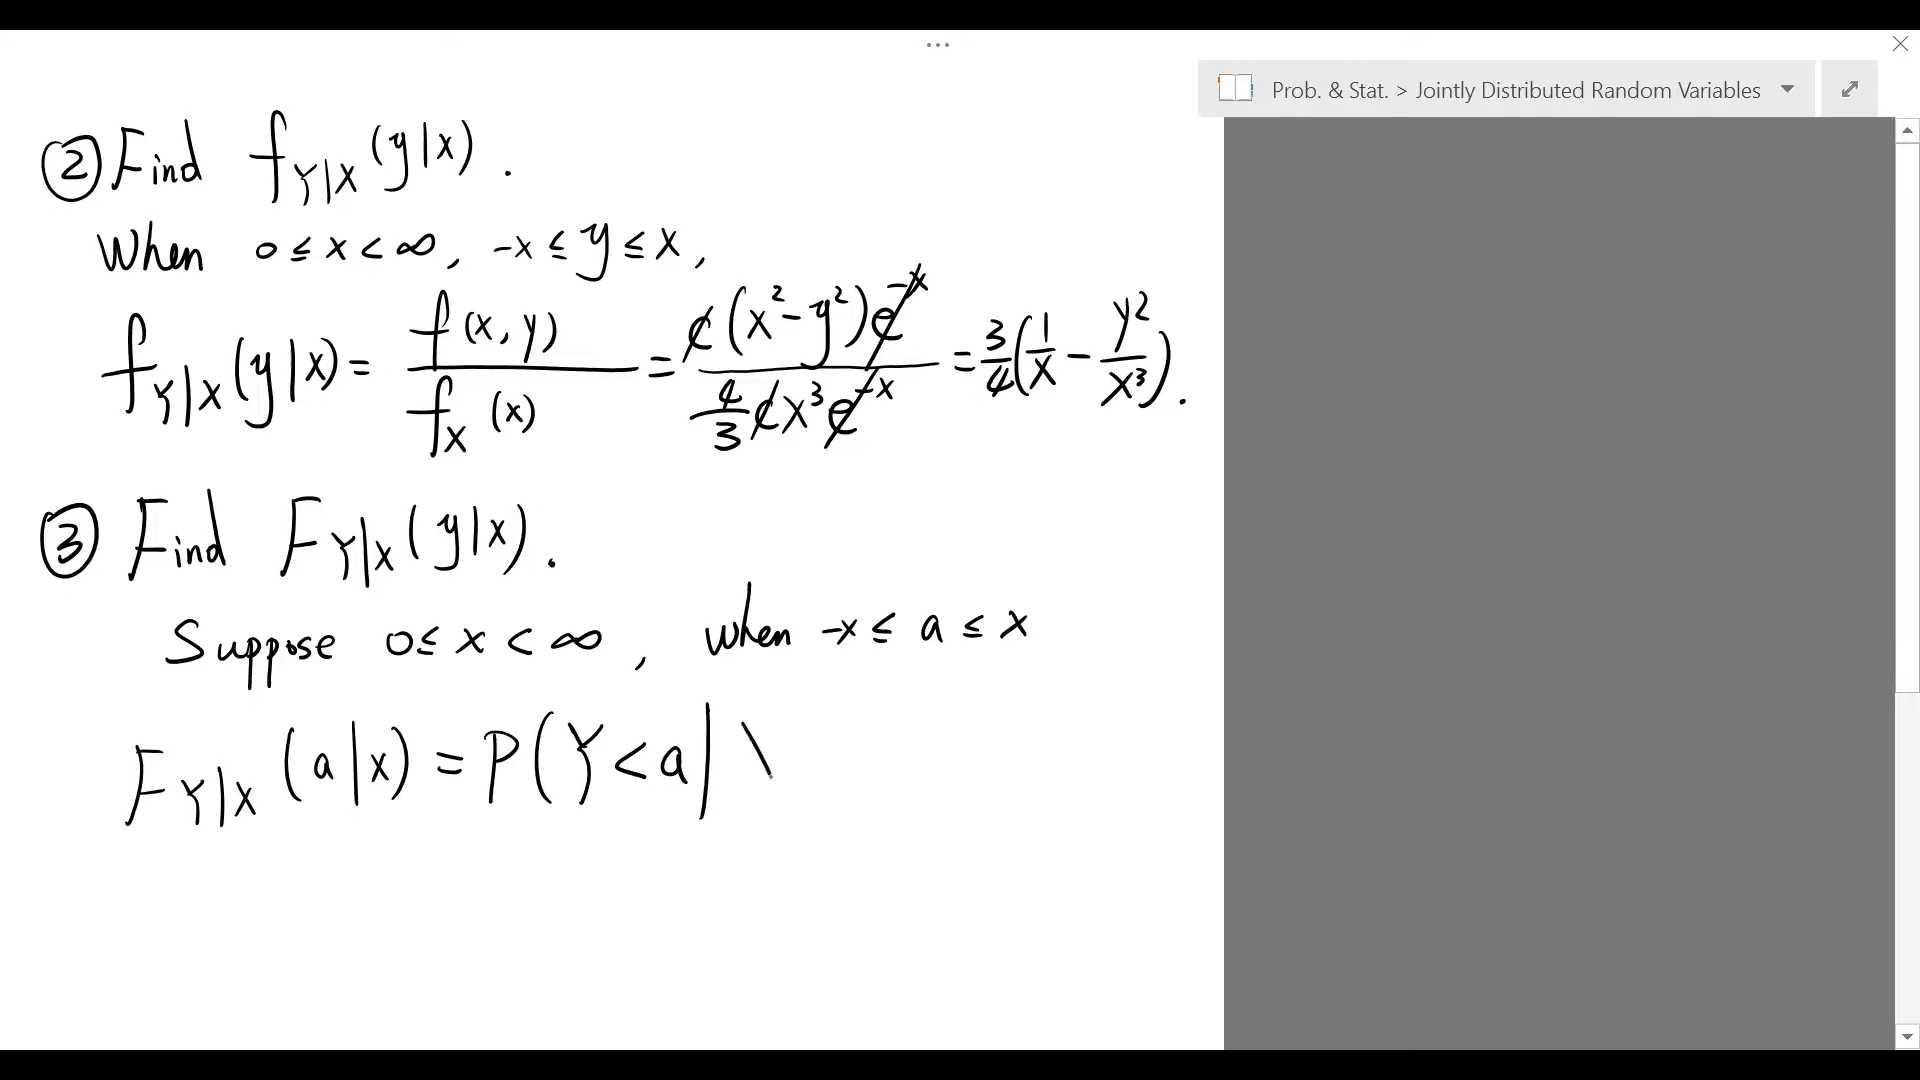 Prob. & Stat. > Jointly Distributed Random Variables
② Find f_{Y|X}(y|x).
When 0 ≤ x < ∞, -x ≤ y ≤ x,
f_{Y|X}(y|x) = f(x, y) / f_X(x) = c(x² - y²)e^{-x} / (4/3 c x³ e^{-x}) = 3/4 (1/x - y²/x³).
③ Find F_{Y|X}(y|x).
Suppose 0 ≤ x < ∞, when -x ≤ a ≤ x
F_{Y|X}(a|x) = P(Y < a| \